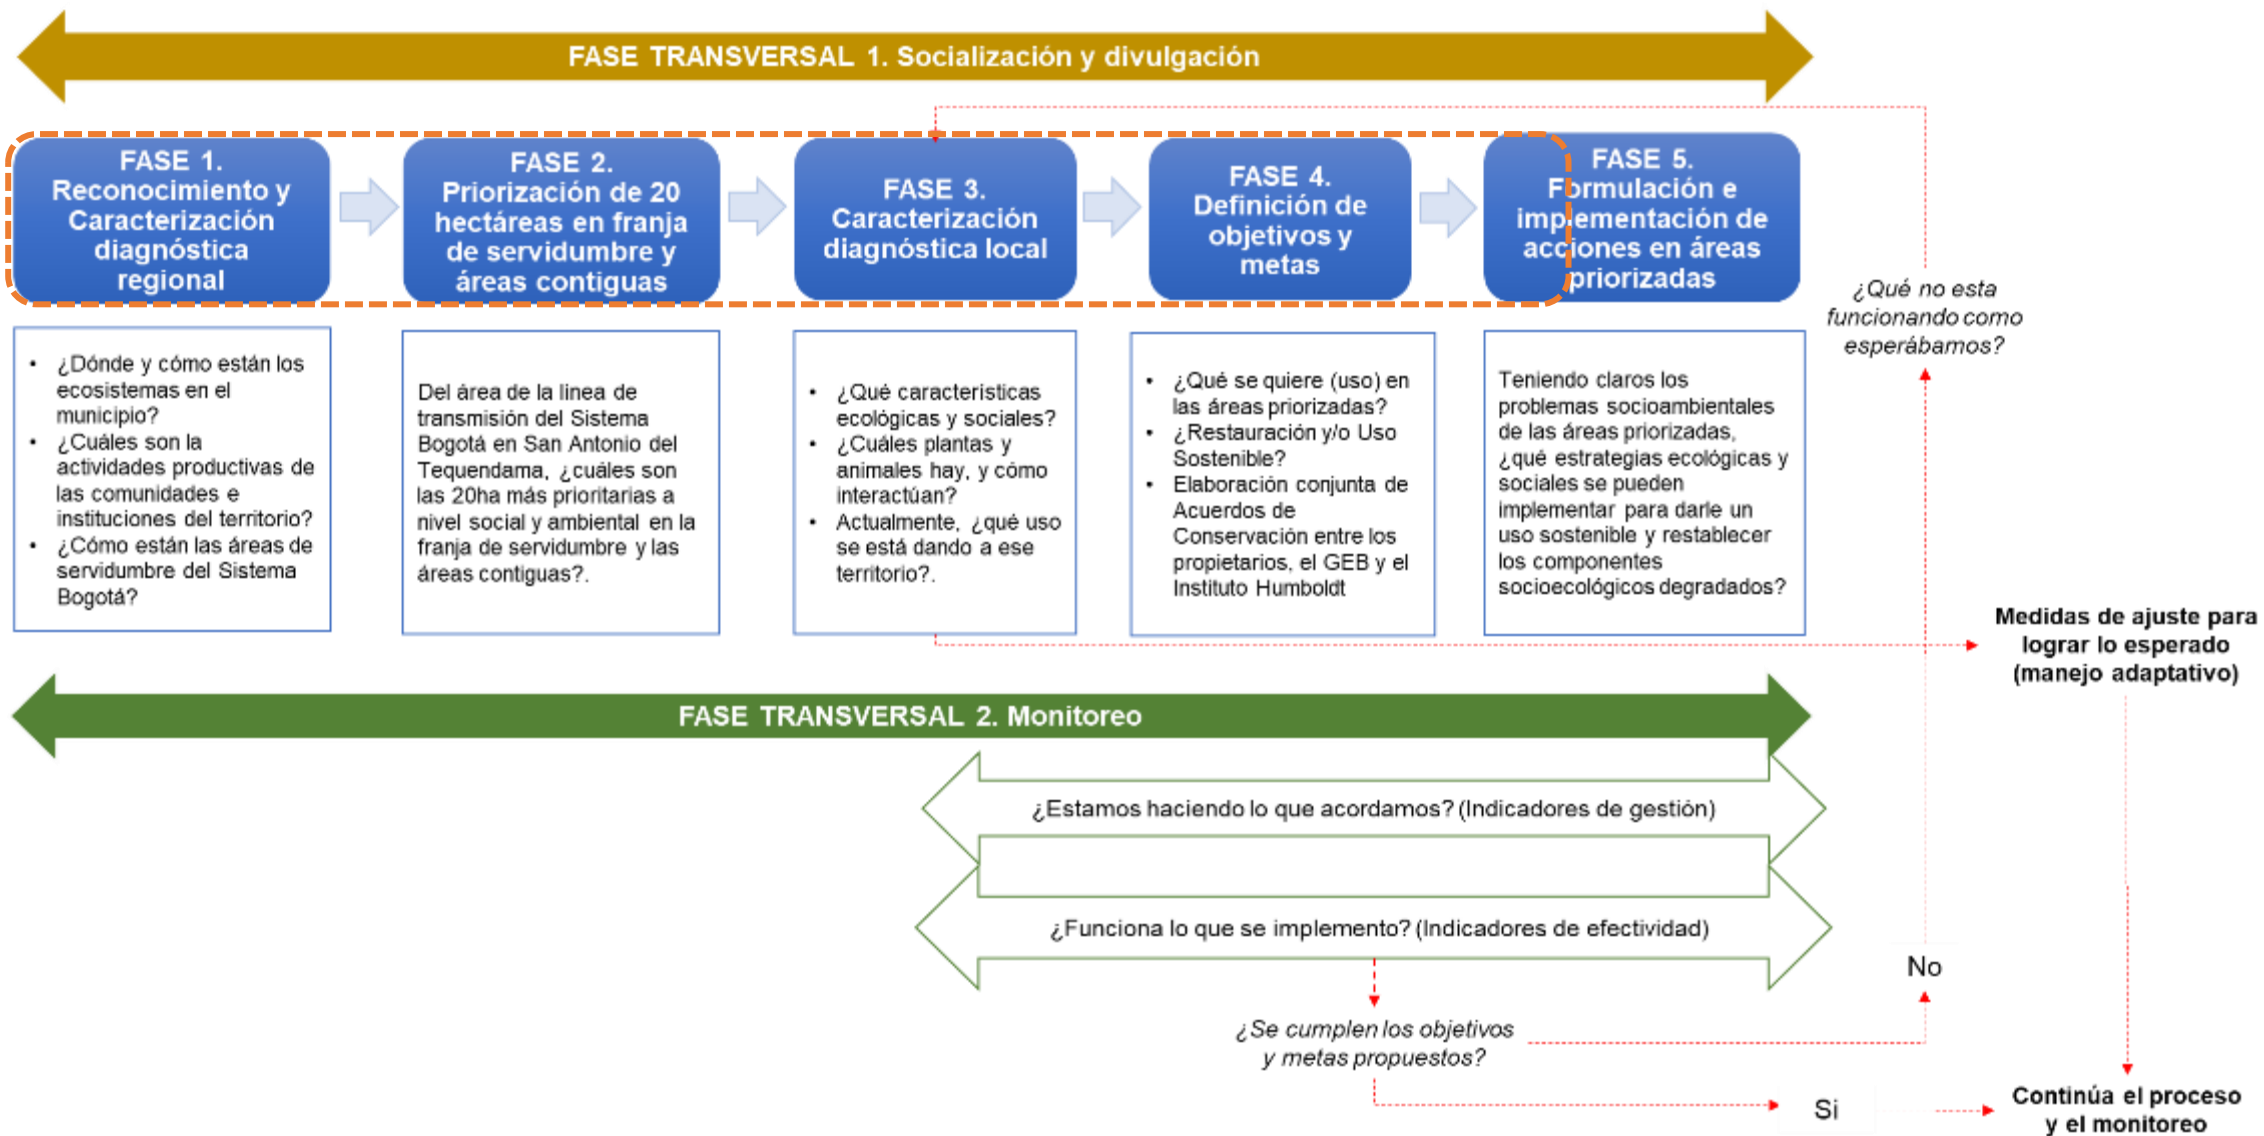 FASE TRANSVERSAL 1. Socialización y divulgación
FASE 1.
Reconocimiento y
Caracterización
diagnóstica
regional
FASE 2.
Priorización de 20
hectáreas en franja
de servidumbre y
áreas contiguas
FASE 3.
Caracterización
diagnóstica local
FASE 4.
Definición de
objetivos y
metas
FASE 5.
Formulación e
implementación de
acciones en áreas
priorizadas
• ¿Dónde y cómo están los
ecosistemas en el
municipio?
• ¿Cuáles son la
actividades productivas de
las comunidades e
instituciones del territorio?
• ¿Cómo están las áreas de
servidumbre del Sistema
Bogotá?
Del área de la línea de
transmisión del Sistema
Bogotá en San Antonio del
Tequendama, ¿cuáles son
las 20ha más prioritarias a
nivel social y ambiental en la
franja de servidumbre y las
áreas contiguas?.
• ¿Qué características
ecológicas y sociales?
• ¿Cuáles plantas y
animales hay, y cómo
interactúan?
• Actualmente, ¿qué uso
se está dando a ese
territorio?.
• ¿Qué se quiere (uso) en
las áreas priorizadas?
• ¿Restauración y/o Uso
Sostenible?
• Elaboración conjunta de
Acuerdos de
Conservación entre los
propietarios, el GEB y el
Instituto Humboldt
Teniendo claros los
problemas socioambientales
de las áreas priorizadas,
¿qué estrategias ecológicas y
sociales se pueden
implementar para darle un
uso sostenible y restablecer
los componentes
socioecológicos degradados?
¿Qué no esta
funcionando como
esperábamos?
Medidas de ajuste para
lograr lo esperado
(manejo adaptativo)
FASE TRANSVERSAL 2. Monitoreo
¿Estamos haciendo lo que acordamos? (Indicadores de gestión)
¿Funciona lo que se implemento? (Indicadores de efectividad)
No
¿Se cumplen los objetivos
y metas propuestos?
Si
Continúa el proceso
y el monitoreo